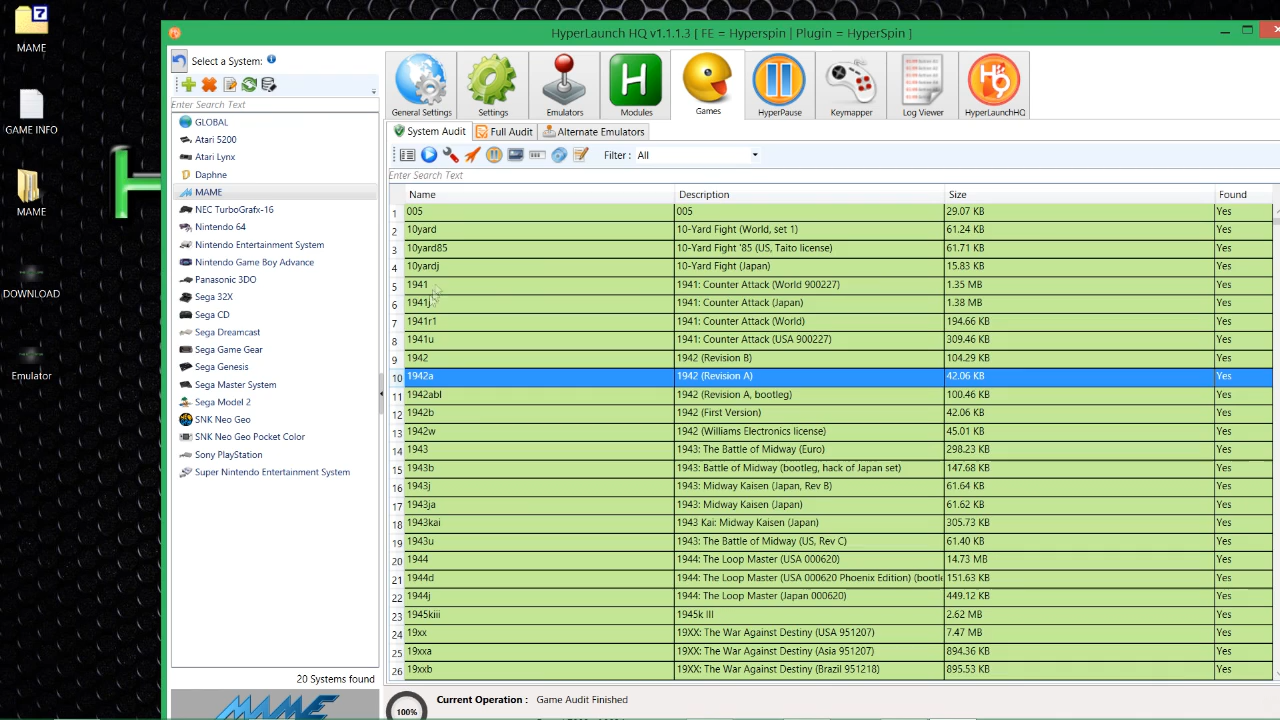 HyperLaunch HQ v1.1.1.3 [ FE = Hyperspin | Plugin = HyperSpin ]
7
MAME
GAME INFO
MAME
DOWNLOAD
Emulator
Select a System:
Enter Search Text
GLOBAL
Atari 5200
Atari Lynx
Daphne
MAME
NEC TurboGrafx-16
Nintendo 64
Nintendo Entertainment System
Nintendo Game Boy Advance
Panasonic 3DO
Sega 32X
Sega CD
Sega Dreamcast
Sega Game Gear
Sega Genesis
Sega Master System
Sega Model 2
SNK Neo Geo
SNK Neo Geo Pocket Color
Sony PlayStation
Super Nintendo Entertainment System
20 Systems found
MAME
General Settings Settings Emulators Modules Games HyperPause Keymapper Log Viewer HyperLaunchHQ
System Audit Full Audit Alternate Emulators
Filter : All
Enter Search Text
Name Description Size Found
1 005 005 29.07 KB Yes
2 10yard 10-Yard Fight (World, set 1) 61.24 KB Yes
3 10yard85 10-Yard Fight '85 (US, Taito license) 61.71 KB Yes
4 10yardj 10-Yard Fight (Japan) 15.83 KB Yes
5 1941 1941: Counter Attack (World 900227) 1.35 MB Yes
6 1941j 1941: Counter Attack (Japan) 1.38 MB Yes
7 1941r1 1941: Counter Attack (World) 194.66 KB Yes
8 1941u 1941: Counter Attack (USA 900227) 309.46 KB Yes
9 1942 1942 (Revision B) 104.29 KB Yes
10 1942a 1942 (Revision A) 42.06 KB Yes
11 1942abl 1942 (Revision A, bootleg) 100.46 KB Yes
12 1942b 1942 (First Version) 42.06 KB Yes
13 1942w 1942 (Williams Electronics license) 45.01 KB Yes
14 1943 1943: The Battle of Midway (Euro) 298.23 KB Yes
15 1943b 1943: Battle of Midway (bootleg, hack of Japan set) 147.68 KB Yes
16 1943j 1943: Midway Kaisen (Japan, Rev B) 61.64 KB Yes
17 1943ja 1943: Midway Kaisen (Japan) 61.62 KB Yes
18 1943kai 1943 Kai: Midway Kaisen (Japan) 305.73 KB Yes
19 1943u 1943: The Battle of Midway (US, Rev C) 61.40 KB Yes
20 1944 1944: The Loop Master (USA 000620) 14.73 MB Yes
21 1944d 1944: The Loop Master (USA 000620 Phoenix Edition) (bootle 151.63 KB Yes
22 1944j 1944: The Loop Master (Japan 000620) 449.12 KB Yes
23 1945kiii 1945k III 2.62 MB Yes
24 19xx 19XX: The War Against Destiny (USA 951207) 7.47 MB Yes
25 19xxa 19XX: The War Against Destiny (Asia 951207) 894.36 KB Yes
26 19xxb 19XX: The War Against Destiny (Brazil 951218) 895.53 KB Yes
100% Current Operation : Game Audit Finished